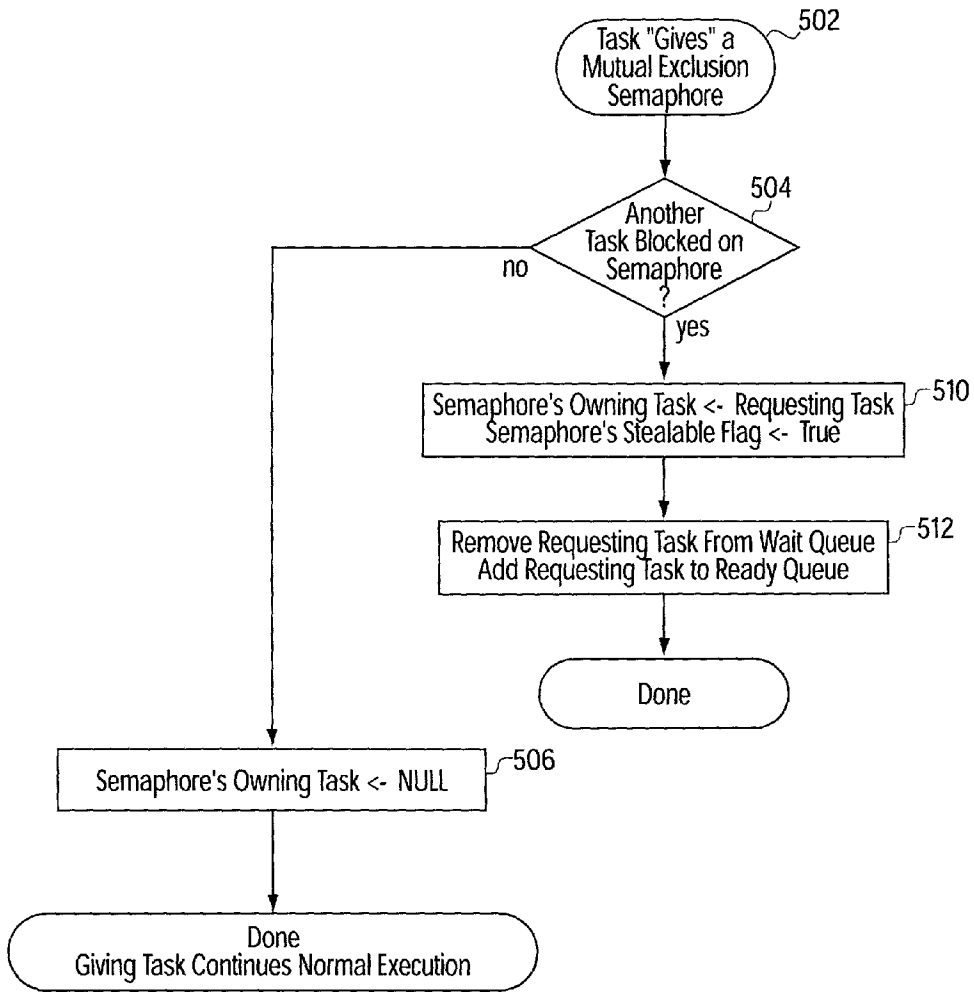 502
Task "Gives" a
Mutual Exclusion
Semaphore
504
Another
Task Blocked on
Semaphore
?
no
yes
510
Semaphore's Owning Task <- Requesting Task
Semaphore's Stealable Flag <- True
512
Remove Requesting Task From Wait Queue
Add Requesting Task to Ready Queue
Done
506
Semaphore's Owning Task <- NULL
Done
Giving Task Continues Normal Execution